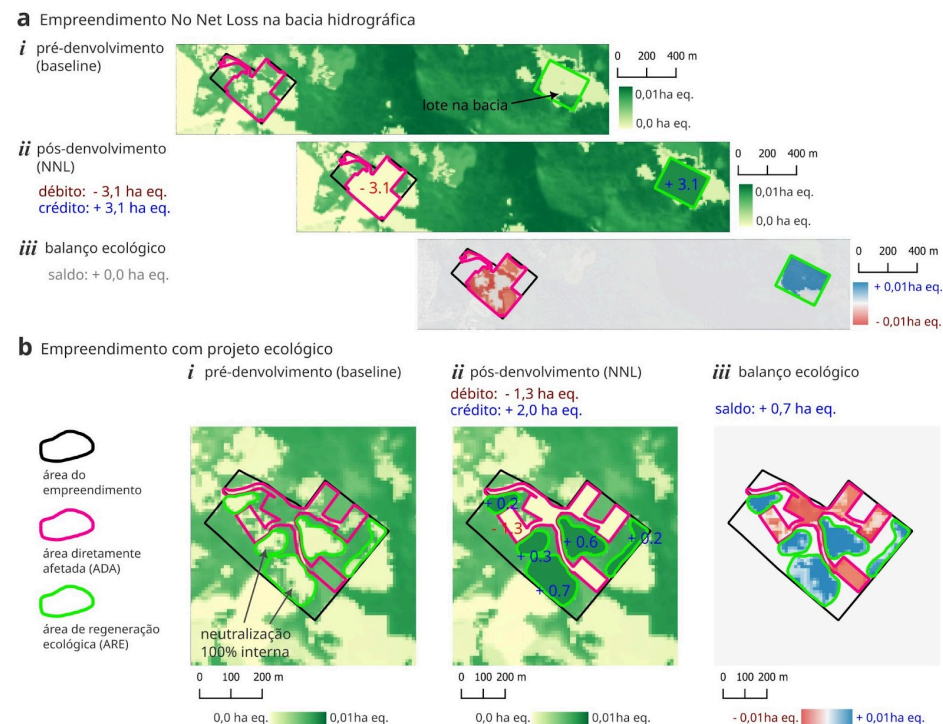 a Empreendimento No Net Loss na bacia hidrográfica
i pré-denvolvimento
(baseline)
lote na bacia
0 200 400 m
0,01ha eq.
0,0 ha eq.
ii pós-denvolvimento
(NNL)
débito: - 3,1 ha eq.
crédito: + 3,1 ha eq.
- 3.1
+ 3.1
0 200 400 m
0,01ha eq.
0,0 ha eq.
iii balanço ecológico
saldo: + 0,0 ha eq.
0 200 400 m
+ 0,01ha eq.
- 0,01ha eq.
b Empreendimento com projeto ecológico
i pré-denvolvimento (baseline)
ii pós-denvolvimento (NNL)
débito: - 1,3 ha eq.
crédito: + 2,0 ha eq.
iii balanço ecológico
saldo: + 0,7 ha eq.
área do
empreendimento
área diretamente
afetada (ADA)
área de regeneração
ecológica (ARE)
neutralização
100% interna
+ 0.2
- 1.3
+ 0.3
+ 0.6
+ 0.2
+ 0.7
0 100 200 m
0,0 ha eq. 0,01ha eq.
0 100 200 m
0,0 ha eq. 0,01ha eq.
0 100 200 m
- 0,01ha eq. + 0,01ha eq.